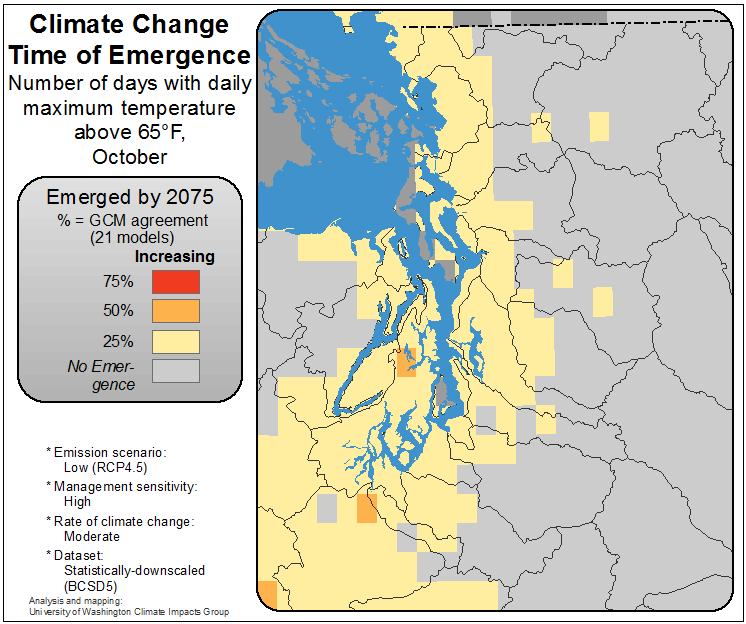 Climate Change
Time of Emergence
Number of days with daily
maximum temperature
above 65°F,
October
Emerged by 2075
% = GCM agreement
(21 models)
Increasing
75%
50%
25%
No Emer-
gence
* Emission scenario:
Low (RCP4.5)
* Management sensitivity:
High
* Rate of climate change:
Moderate
* Dataset:
Statistically-downscaled
(BCSD5)
Analysis and mapping:
University of Washington Climate Impacts Group